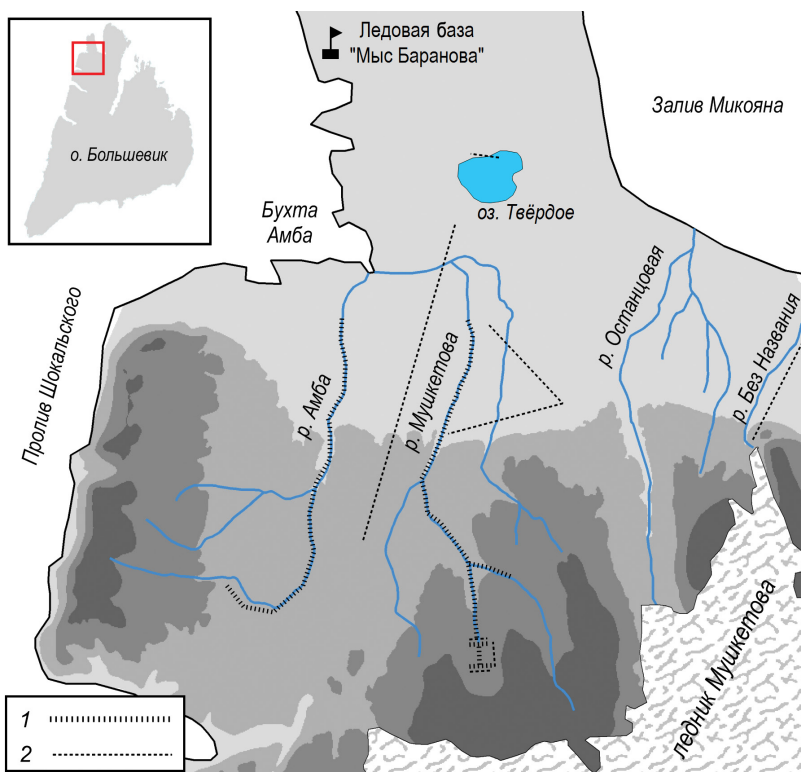 Ледовая база
"Мыс Баранова"
Залив Микояна
о. Большевик
оз. Твёрдое
Бухта
Амба
Пролив Шокальского
р. Амба
р. Мушкетова
р. Останцовая
р. Без Названия
ледник Мушкетова
1
2